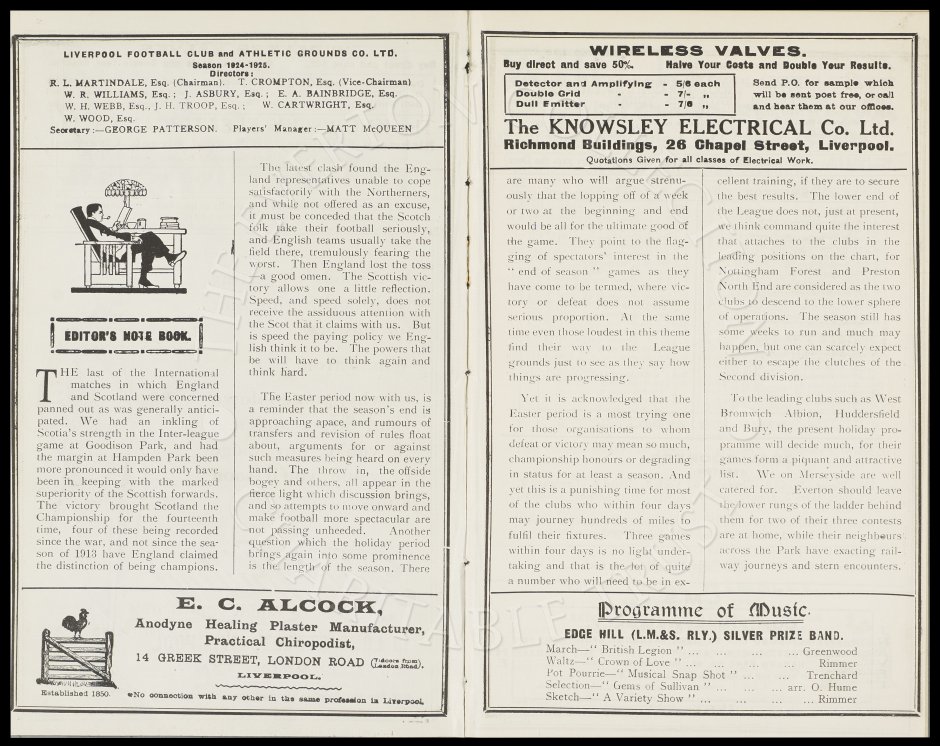 LIVERPOOL FOOTBALL CLUB and ATHLETIC GROUNDS CO. LTD.
Season 1924-1925.
Directors:
R. L. MARTINDALE, Esq. (Chairman). T. CROMPTON, Esq. (Vice-Chairman)
W. R. WILLIAMS, Esq.; J. ASBURY, Esq.; E. A. BAINBRIDGE, Esq.
W. H. WEBB, Esq., J. H. TROOP, Esq.; W. CARTWRIGHT, Esq.
W. WOOD, Esq.
Secretary:—GEORGE PATTERSON. Players' Manager:—MATT McQUEEN
EDITOR'S NOTE BOOK.
THE last of the International
matches in which England
and Scotland were concerned
panned out as was generally antici-
pated. We had an inkling of
Scotia's strength in the Inter-league
game at Goodison Park, and had
the margin at Hampden Park been
more pronounced it would only have
been in keeping with the marked
superiority of the Scottish forwards.
The victory brought Scotland the
Championship for the fourteenth
time, four of these being recorded
since the war, and not since the sea-
son of 1913 have England claimed
the distinction of being champions.
The latest clash found the Eng-
land representatives unable to cope
satisfactorily with the Northerners,
and while not offered as an excuse,
it must be conceded that the Scotch
folk take their football seriously,
and English teams usually take the
field there, tremulously fearing the
worst. Then England lost the toss
—a good omen. The Scottish vic-
tory allows one a little reflection.
Speed, and speed solely, does not
receive the assiduous attention with
the Scot that it claims with us. But
is speed the paying policy we Eng-
lish think it to be. The powers that
be will have to think again and
think hard.
The Easter period now with us, is
a reminder that the season's end is
approaching apace, and rumours of
transfers and revision of rules float
about, arguments for or against
such measures being heard on every
hand. The throw in, the offside
bogey and others, all appear in the
fierce light which discussion brings,
and so attempts to move onward and
make football more spectacular are
not passing unheeded. Another
question which the holiday period
brings again into some prominence
is the length of the season. There
E. C. ALCOCK,
Anodyne Healing Plaster Manufacturer,
Practical Chiropodist,
14 GREEK STREET, LONDON ROAD (2 doors from London Road).
LIVERPOOL.
Established 1850.
*No connection with any other in the same profession in Liverpool.
WIRELESS VALVES.
Buy direct and save 50%. Halve Your Costs and Double Your Results.
Detector and Amplifying - 5/6 each
Double Grid - 7/- „
Dull Emitter - 7/6 „
Send P.O. for sample which
will be sent post free, or call
and hear them at our offices.
The KNOWSLEY ELECTRICAL Co. Ltd.
Richmond Buildings, 26 Chapel Street, Liverpool.
Quotations Given for all classes of Electrical Work.
are many who will argue strenu-
ously that the lopping off of a week
or two at the beginning and end
would be all for the ultimate good of
the game. They point to the flag-
ging of spectators' interest in the
"end of season" games as they
have come to be termed, where vic-
tory or defeat does not assume
serious proportion. At the same
time even those loudest in this theme
find their way to the League
grounds just to see as they say how
things are progressing.
Yet it is acknowledged that the
Easter period is a most trying one
for those organisations to whom
defeat or victory may mean so much,
championship honours or degrading
in status for at least a season. And
yet this is a punishing time for most
of the clubs who within four days
may journey hundreds of miles to
fulfil their fixtures. Three games
within four days is no light under-
taking and that is the lot of quite
a number who will need to be in ex-
cellent training, if they are to secure
the best results. The lower end of
the League does not, just at present,
we think command quite the interest
that attaches to the clubs in the
leading positions on the chart, for
Nottingham Forest and Preston
North End are considered as the two
clubs to descend to the lower sphere
of operations. The season still has
some weeks to run and much may
happen, but one can scarcely expect
either to escape the clutches of the
Second division.
To the leading clubs such as West
Bromwich Albion, Huddersfield
and Bury, the present holiday pro-
gramme will decide much, for their
games form a piquant and attractive
list. We on Merseyside are well
catered for. Everton should leave
the lower rungs of the ladder behind
them for two of their three contests
are at home, while their neighbours
across the Park have exacting rail-
way journeys and stern encounters.
Programme of Music.
EDGE HILL (L.M.&S. RLY.) SILVER PRIZE BAND.
March—"British Legion" ... ... ... ... Greenwood
Waltz—"Crown of Love" ... ... ... ... Rimmer
Pot Pourrie—"Musical Snap Shot" ... ... Trenchard
Selection—"Gems of Sullivan" ... ... arr. O. Hume
Sketch—"A Variety Show" ... ... ... ... Rimmer